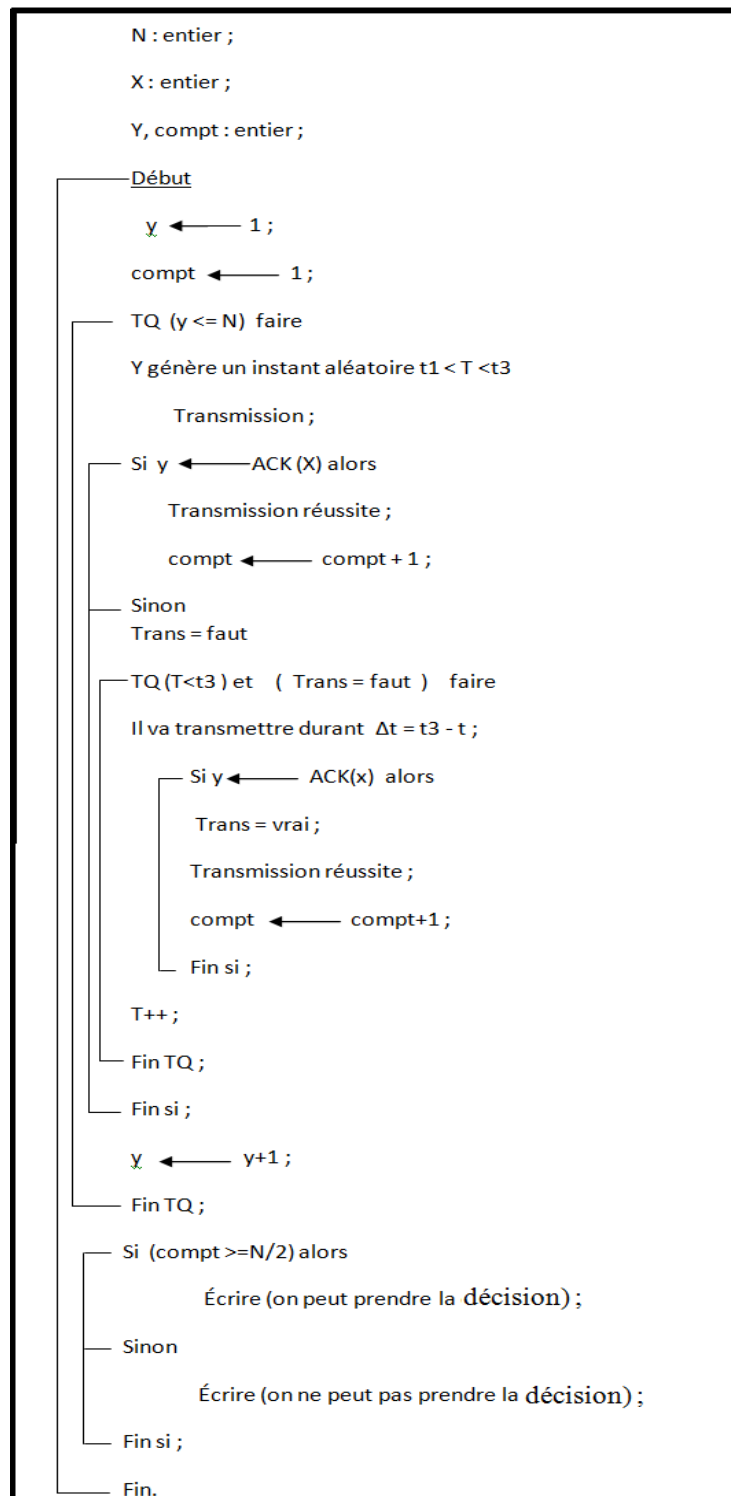 N : entier ;
X : entier ;
Y, compt : entier ;
Début
y ← 1 ;
compt ← 1 ;
TQ (y <= N) faire
Y génère un instant aléatoire t1 < T <t3
Transmission ;
Si y ← ACK (X) alors
Transmission réussite ;
compt ← compt + 1 ;
Sinon
Trans = faut
TQ (T<t3 ) et ( Trans = faut ) faire
Il va transmettre durant Δt = t3 - t ;
Si y ← ACK(x) alors
Trans = vrai ;
Transmission réussite ;
compt ← compt+1 ;
Fin si ;
T++ ;
Fin TQ ;
Fin si ;
y ← y+1 ;
Fin TQ ;
Si (compt >=N/2) alors
Écrire (on peut prendre la décision) ;
Sinon
Écrire (on ne peut pas prendre la décision) ;
Fin si ;
Fin.